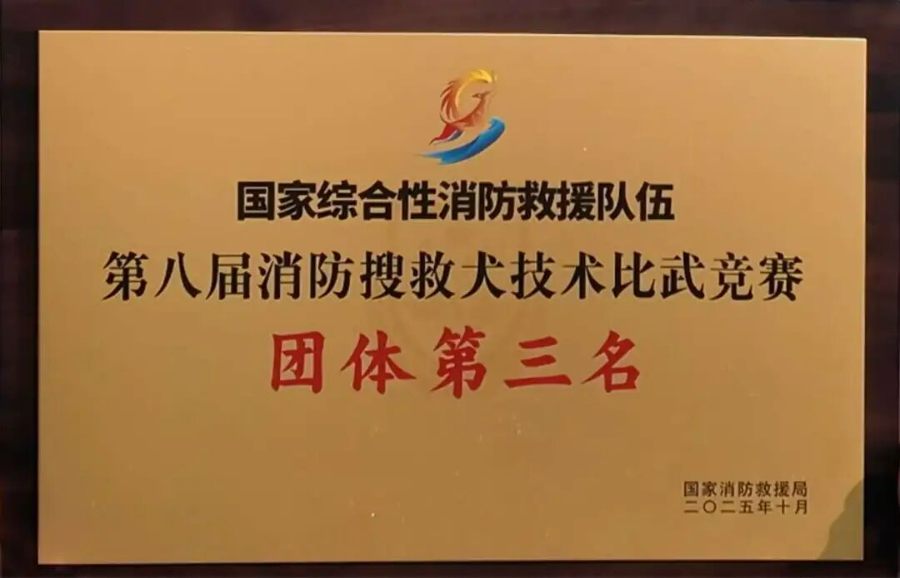 国家综合性消防救援队伍
第八届消防搜救犬技术比武竞赛
团体第三名
国家消防救援局
二〇二五年十月